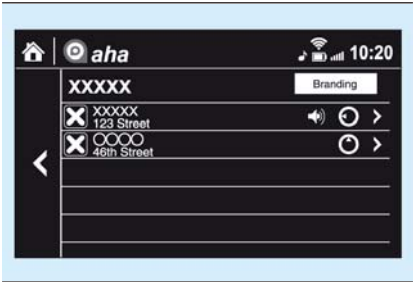 aha
10:20
XXXXX
Branding
XXXXX
123 Street
OOOO
46th Street